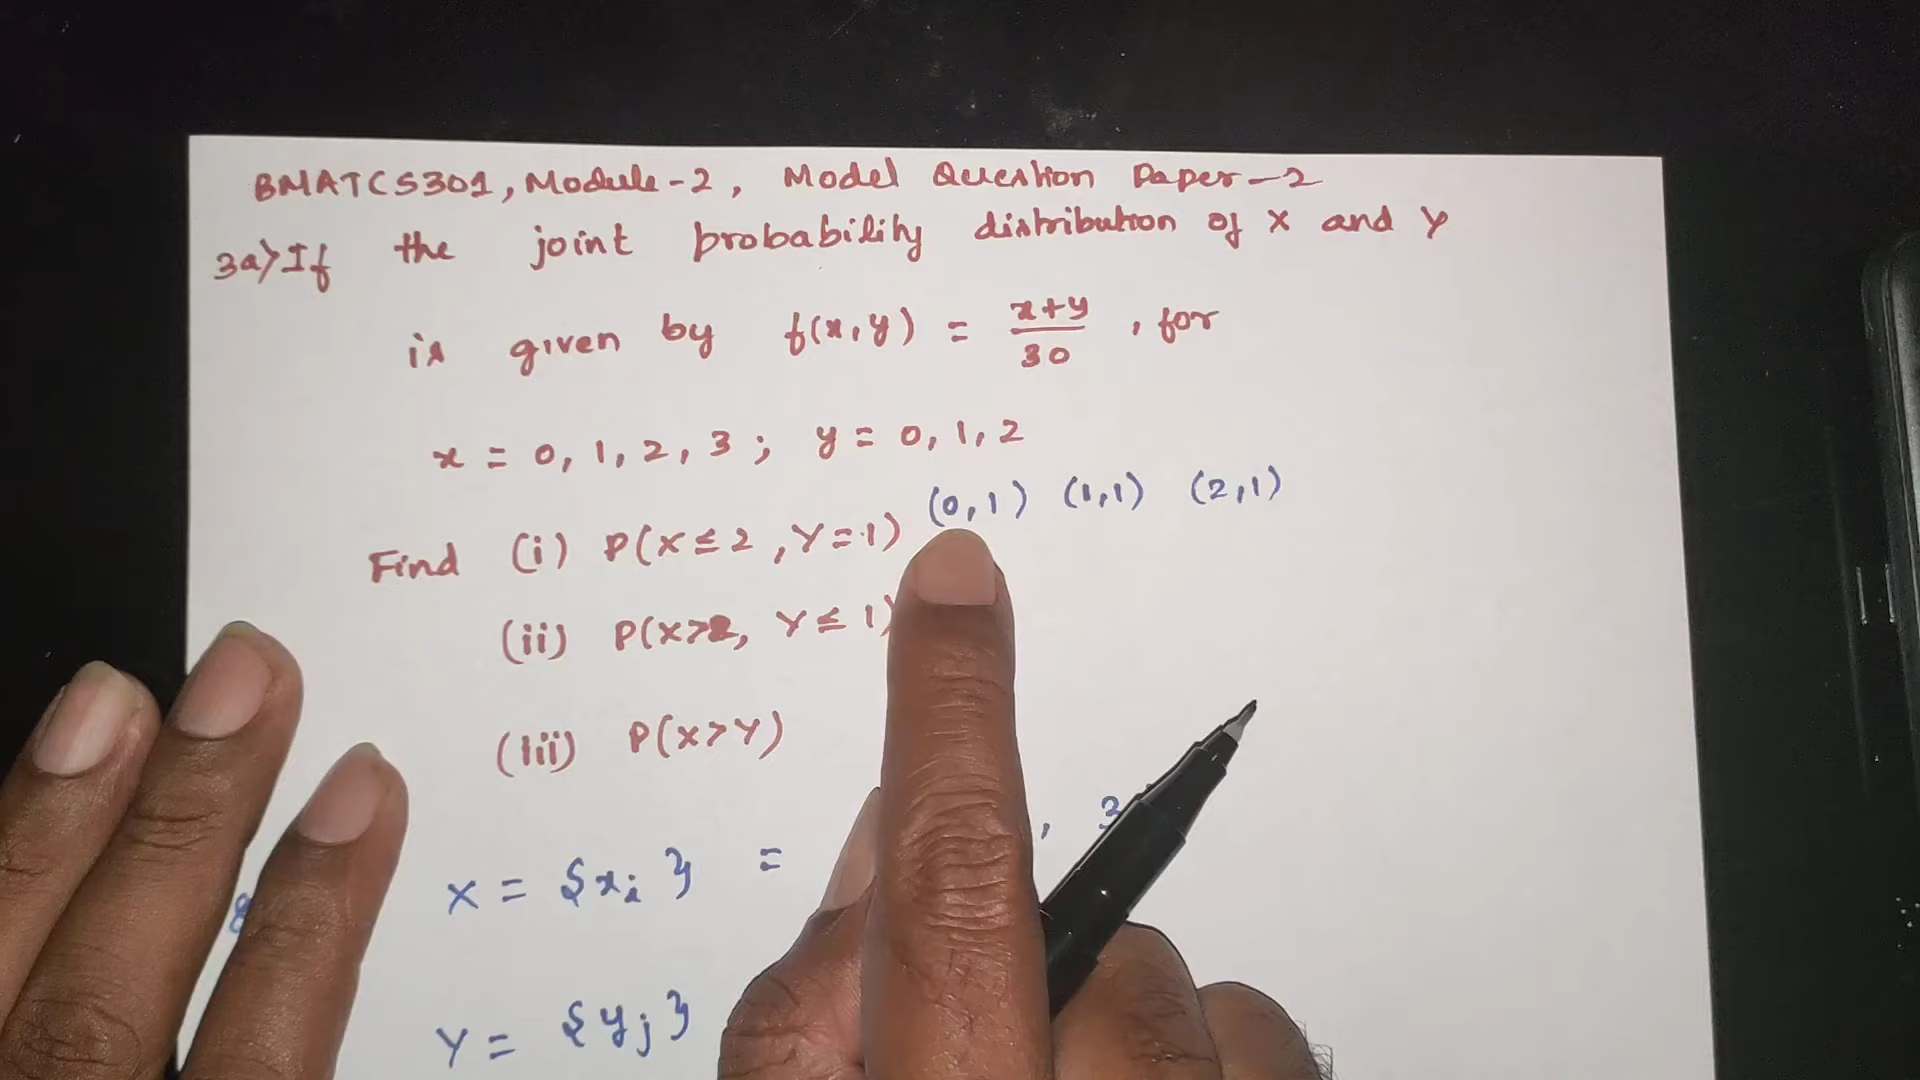 BMATCS301, Module-2, Model Question Paper-2
3a) If the joint probability distribution of x and y
is given by f(x,y) = x+y/30 , for
x = 0, 1, 2, 3 ; y = 0, 1, 2
(0,1) (1,1) (2,1)
Find (i) P(X ≤ 2 , Y = 1)
(ii) P(X>2, Y ≤ 1)
(iii) P(X>Y)
X = {xi} = , 3
Y = {yj}